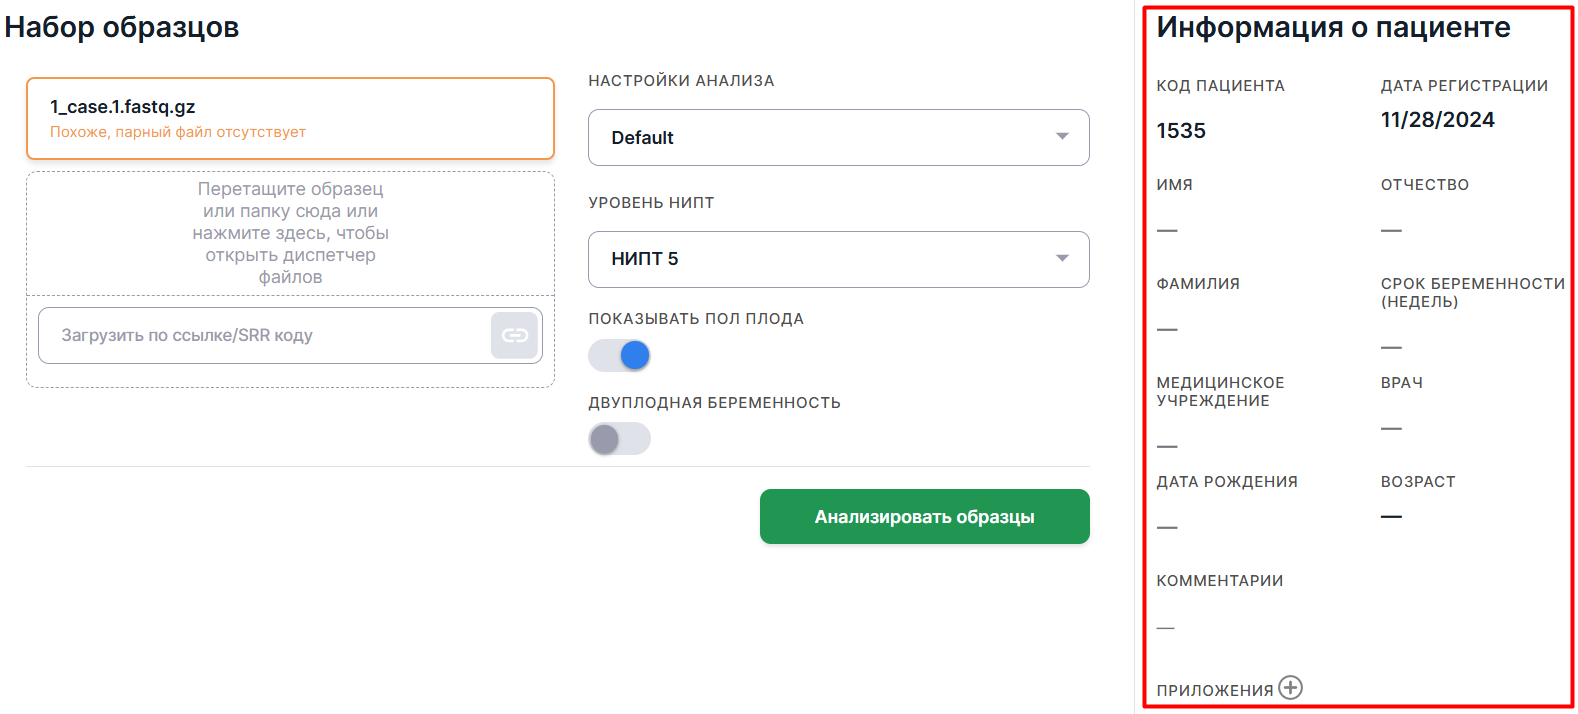 Набор образцов
1_case.1.fastq.gz
Похоже, парный файл отсутствует
Перетащите образец
или папку сюда или
нажмите здесь, чтобы
открыть диспетчер
файлов
Загрузить по ссылке/SRR коду
НАСТРОЙКИ АНАЛИЗА
Default
УРОВЕНЬ НИПТ
НИПТ 5
ПОКАЗЫВАТЬ ПОЛ ПЛОДА
ДВУПЛОДНАЯ БЕРЕМЕННОСТЬ
Анализировать образцы
Информация о пациенте
КОД ПАЦИЕНТА
1535
ДАТА РЕГИСТРАЦИИ
11/28/2024
ИМЯ
—
ОТЧЕСТВО
—
ФАМИЛИЯ
—
СРОК БЕРЕМЕННОСТИ
(НЕДЕЛЬ)
—
МЕДИЦИНСКОЕ
УЧРЕЖДЕНИЕ
—
ВРАЧ
—
ДАТА РОЖДЕНИЯ
—
ВОЗРАСТ
—
КОММЕНТАРИИ
—
ПРИЛОЖЕНИЯ